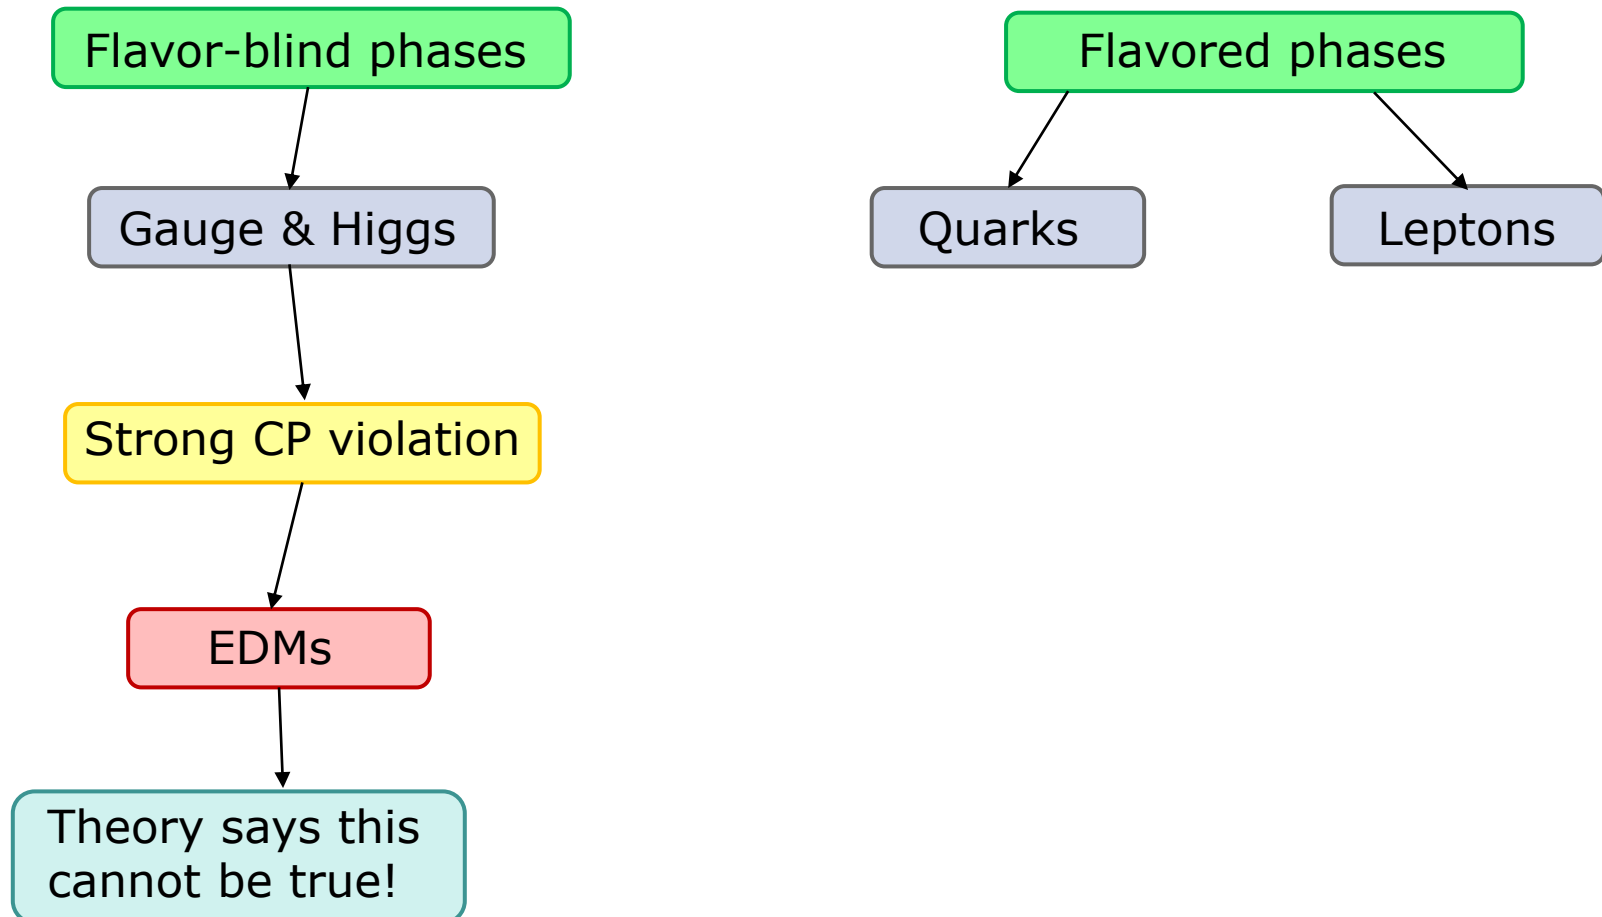 Flavor-blind phases
Flavored phases
Gauge & Higgs
Quarks
Leptons
Strong CP violation
EDMs
Theory says this
cannot be true!